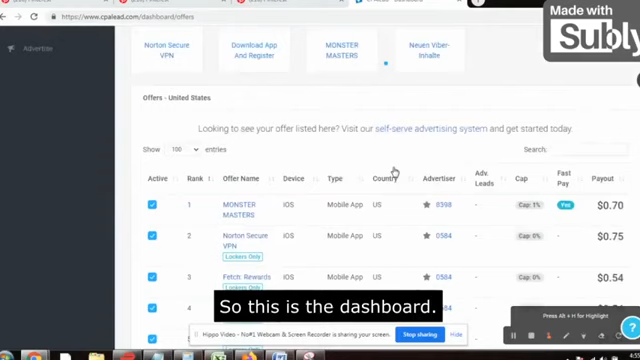 https://www.cpalead.com/dashboard/offers
Made with
Subly
Advertise
Norton Secure VPN
Download App And Register
MONSTER MASTERS
Neuen Viber-Inhalte
Offers - United States
Looking to see your offer listed here? Visit our self-serve advertising system and get started today.
Show 100 entries
Search:
Active Rank Offer Name Device Type Country Advertiser Adv. Leads Cap Fast Pay Payout
1 MONSTER MASTERS iOS Mobile App US 8398 - Cap: 1% Yes $0.70
2 Norton Secure VPN iOS Mobile App US 0584 - Cap: 0% - $0.75
Lockers Only
3 Fetch: Rewards iOS Mobile App US 0584 - Cap: 0% - $0.54
Lockers Only
So this is the dashboard.
Press Alt + H for Highlight
Hippo Video - No#1 Webcam & Screen Recorder is sharing your screen.
Stop sharing
Hide